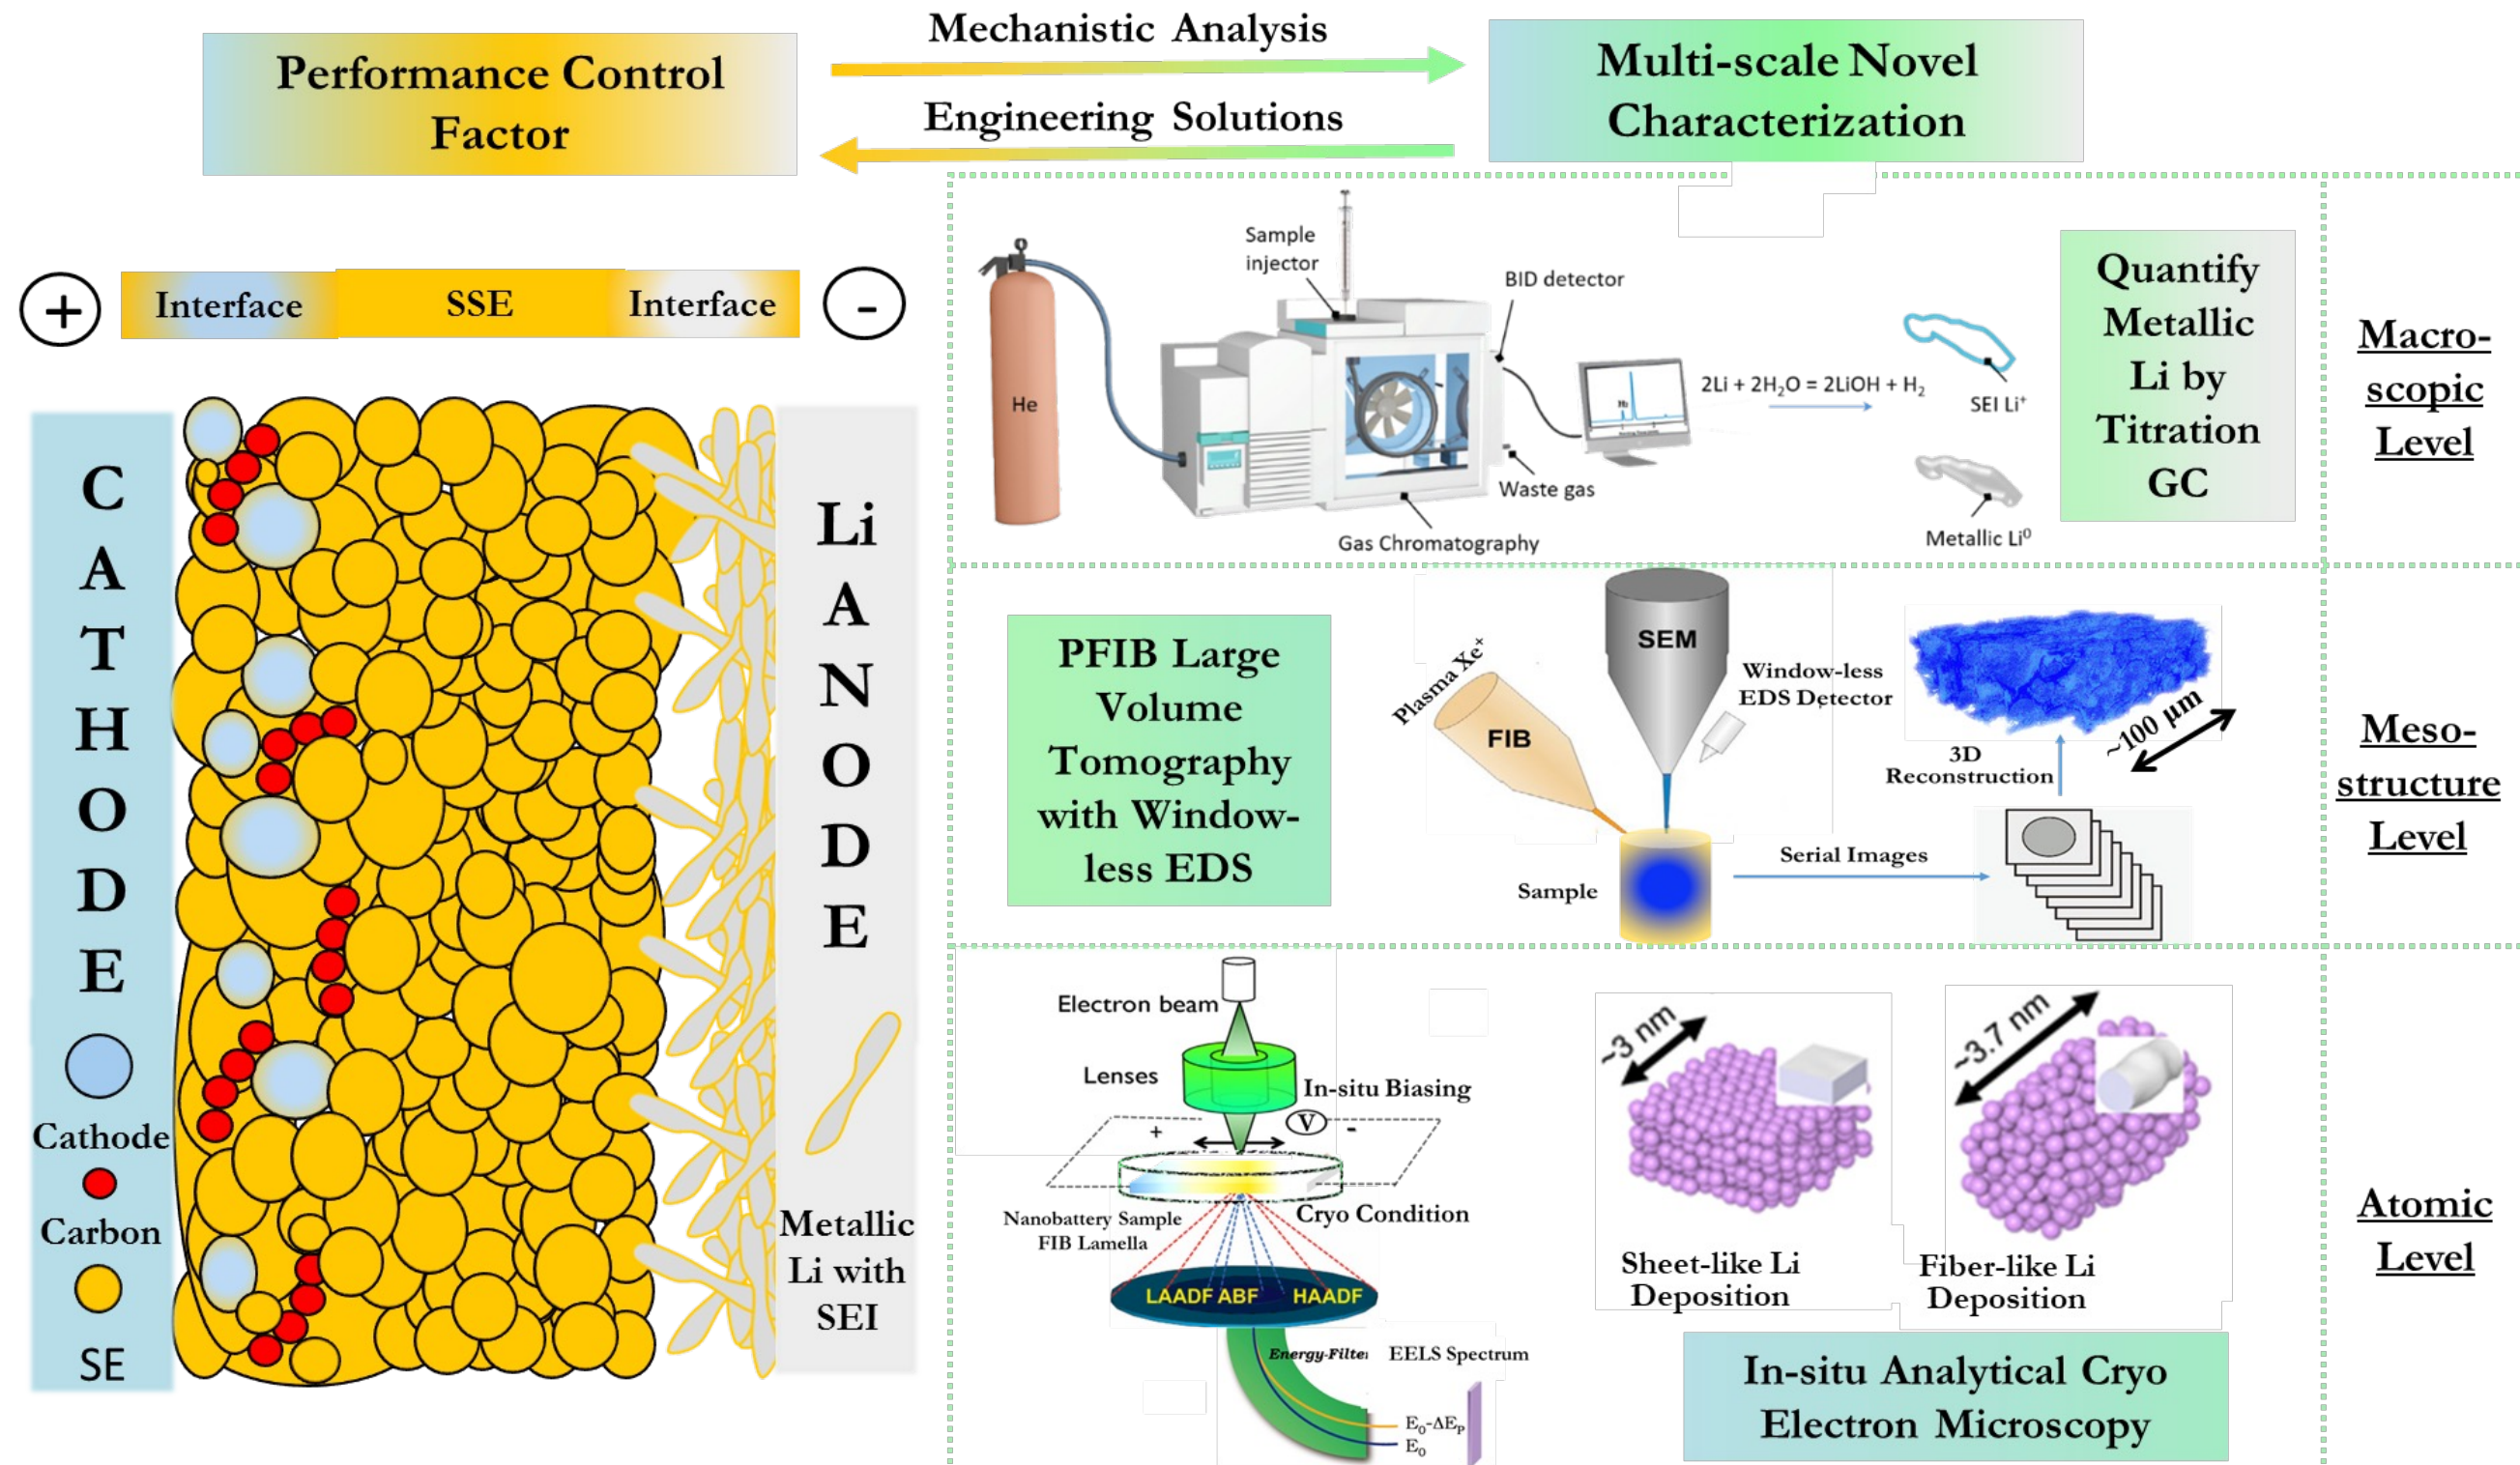 Performance Control
Factor
Mechanistic Analysis
Engineering Solutions
Multi-scale Novel
Characterization
+
Interface
SSE
Interface
-
C
A
T
H
O
D
E
Cathode
Carbon
SE
Li
A
N
O
D
E
Metallic
Li with
SEI
He
Sample
injector
BID detector
Waste gas
Gas Chromatography
2Li + 2H₂O = 2LiOH + H₂
SEI Li⁺
Metallic Li⁰
Quantify
Metallic
Li by
Titration
GC
Macro-
scopic
Level
PFIB Large
Volume
Tomography
with Window-
less EDS
Plasma Xe⁺
FIB
SEM
Window-less
EDS Detector
Sample
Serial Images
3D
Reconstruction
~100 μm
Meso-
structure
Level
Electron beam
Lenses
In-situ Biasing
+
V
-
Nanobattery Sample
FIB Lamella
Cryo Condition
LAADF ABF HAADF
EELS Spectrum
E₀-ΔEₚ
E₀
~3 nm
Sheet-like Li
Deposition
~3.7 nm
Fiber-like Li
Deposition
In-situ Analytical Cryo
Electron Microscopy
Atomic
Level